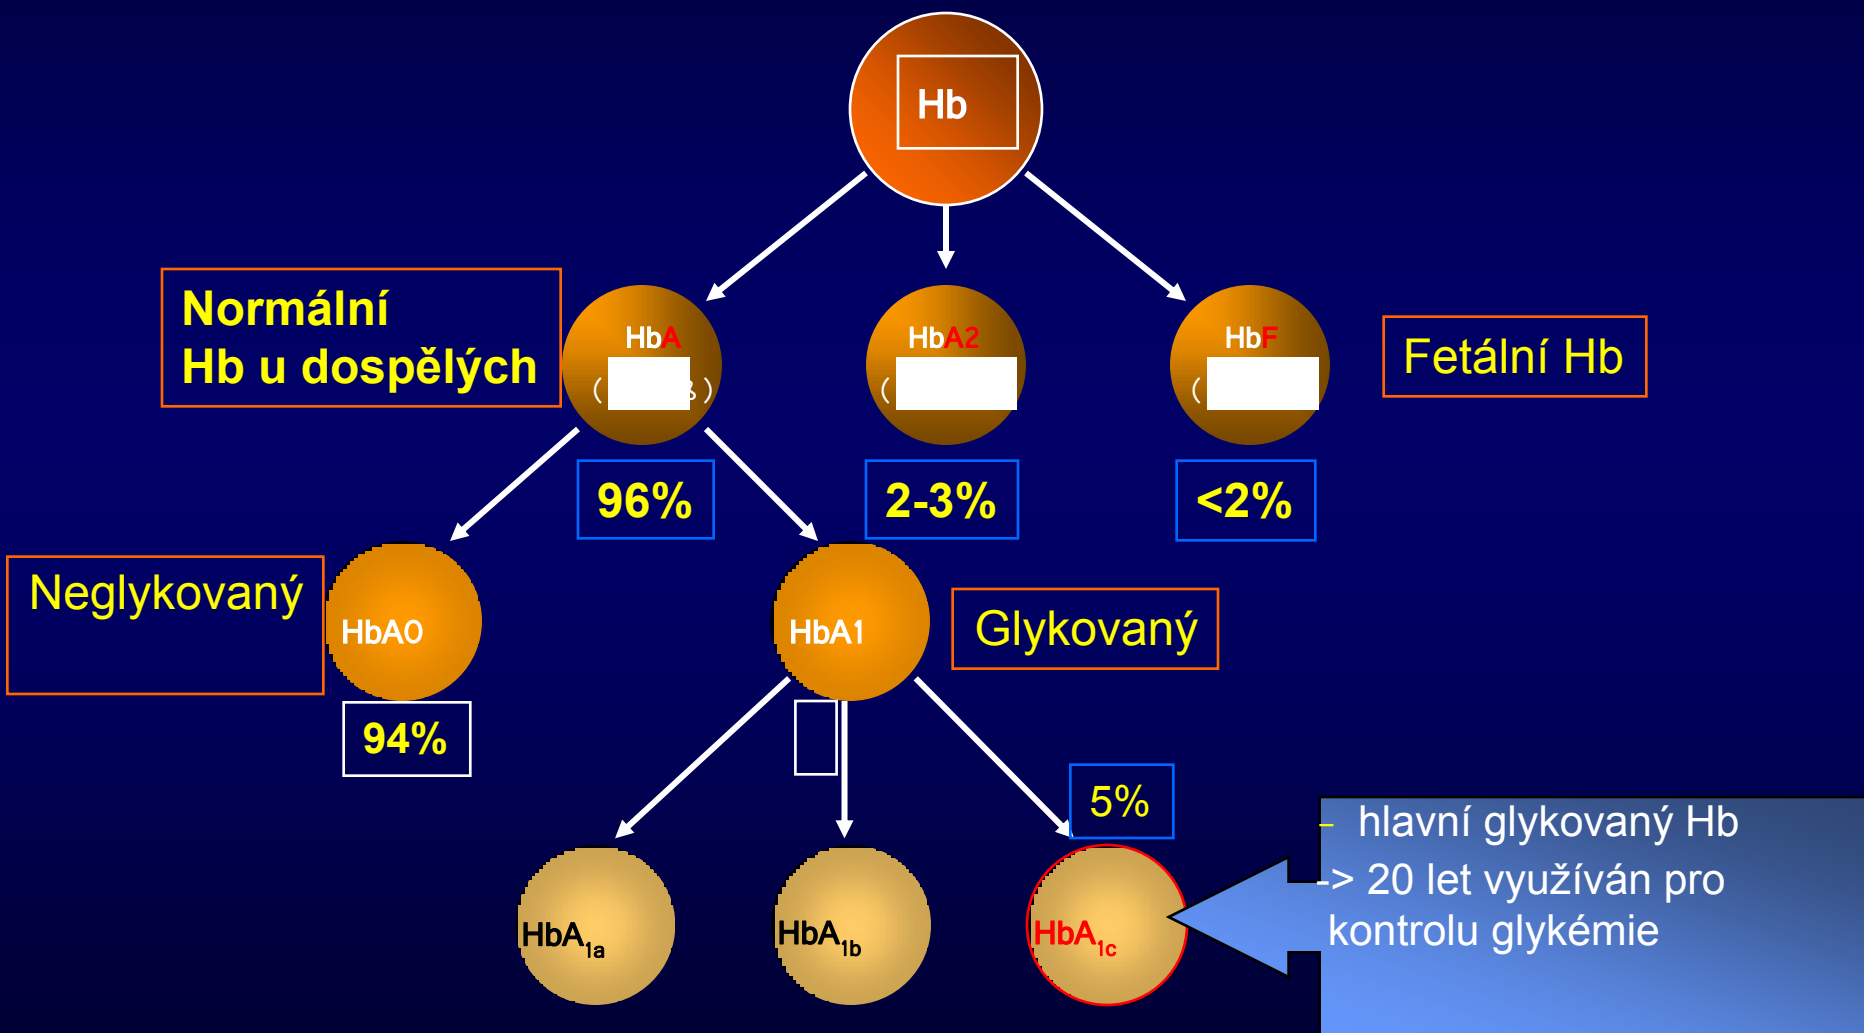 Hb
Normální
Hb u dospělých
HbA
( ß )
HbA2
(
HbF
(
Fetální Hb
96%
2-3%
<2%
Neglykovaný
HbA0
HbA1
Glykovaný
94%
5%
HbA1a
HbA1b
HbA1c
- hlavní glykovaný Hb
-> 20 let využíván pro
kontrolu glykémie